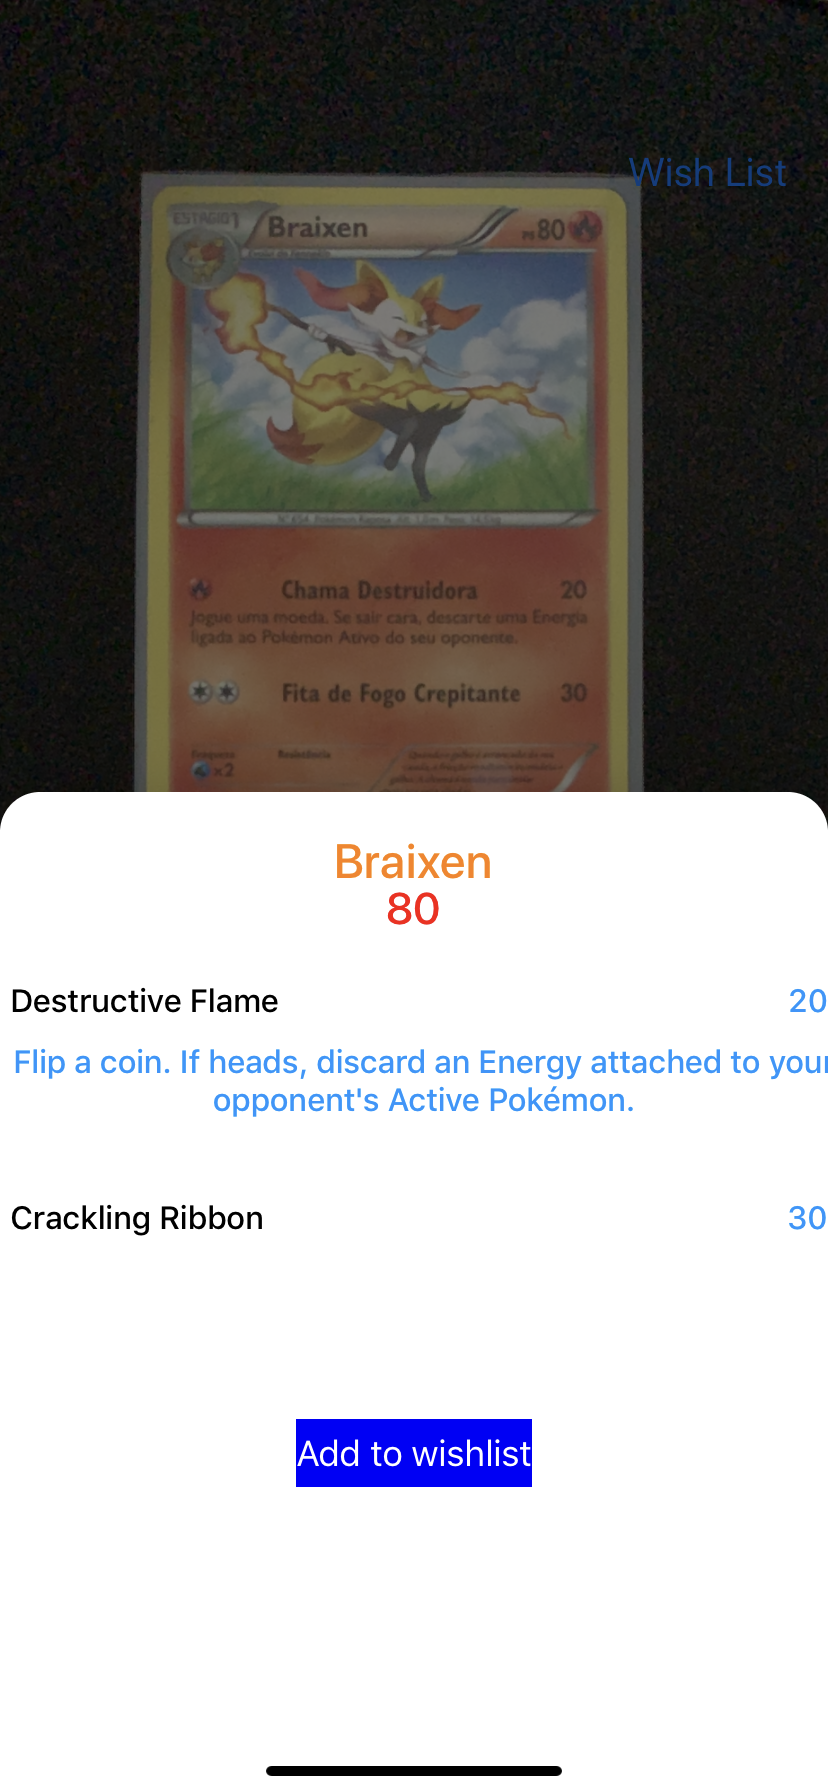 Wish List
ESTÁGIO 1
Braixen
PS 80
Chama Destruidora 20
Jogue uma moeda. Se sair cara, descarte uma Energia
ligada ao Pokémon Ativo do seu oponente.
Fita de Fogo Crepitante 30
Fraqueza Resistência
×2
Braixen
80
Destructive Flame 20
Flip a coin. If heads, discard an Energy attached to your
opponent's Active Pokémon.
Crackling Ribbon 30
Add to wishlist